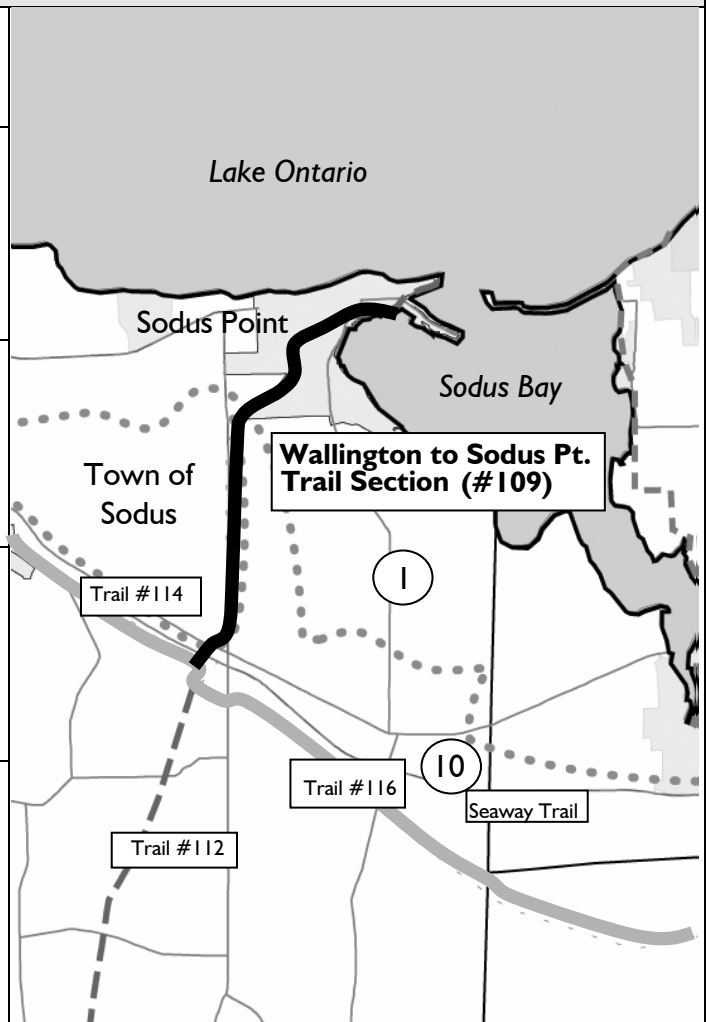 Lake Ontario
Sodus Point
Sodus Bay
Wallington to Sodus Pt.
Trail Section (#109)
Town of
Sodus
1
Trail #114
10
Trail #116
Seaway Trail
Trail #112